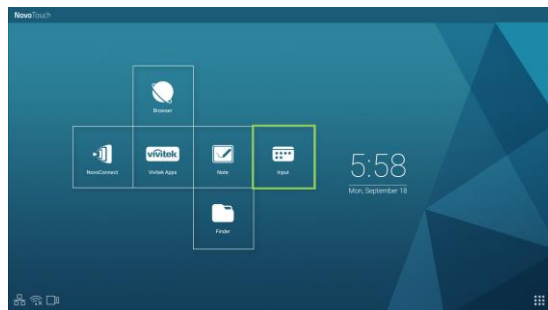 NovoTouch
Browser
NovoConnect
vivitek
Vivitek Apps
Note
Input
Finder
5:58
Mon, September 18